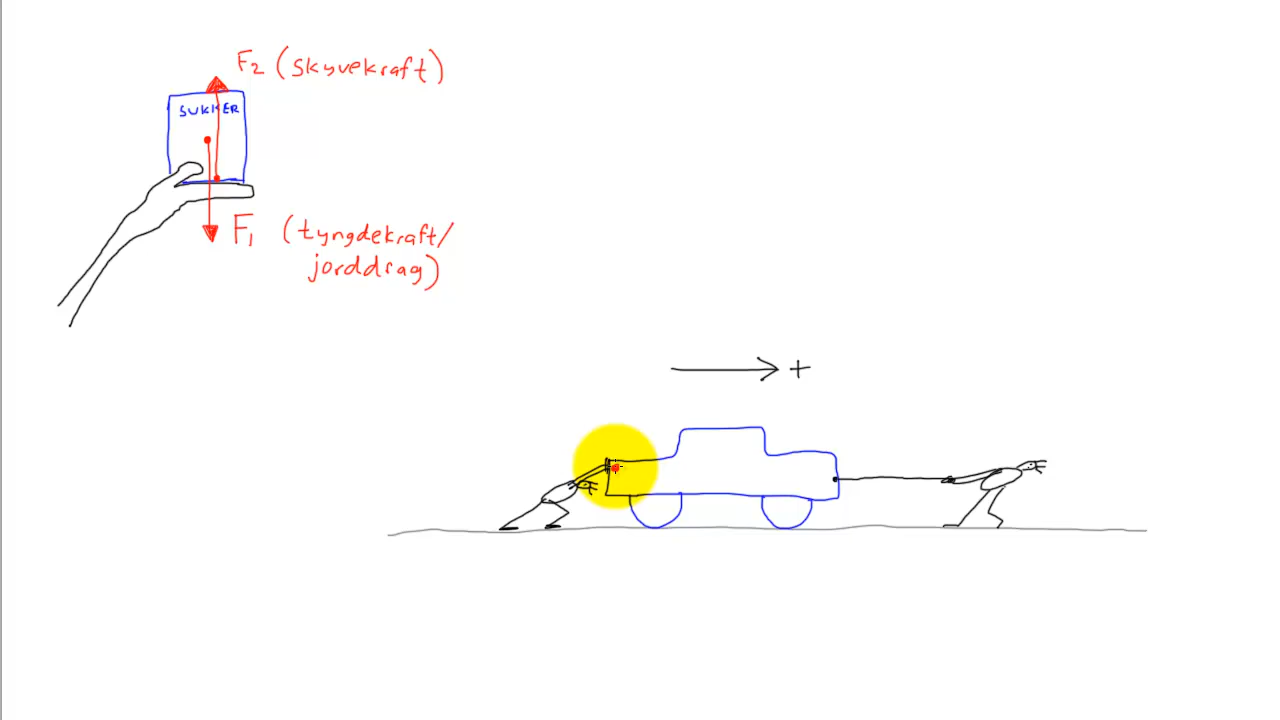 F2 (skyvekraft)
SUKKER
F1 (tyngdekraft/
jorddrag)
+